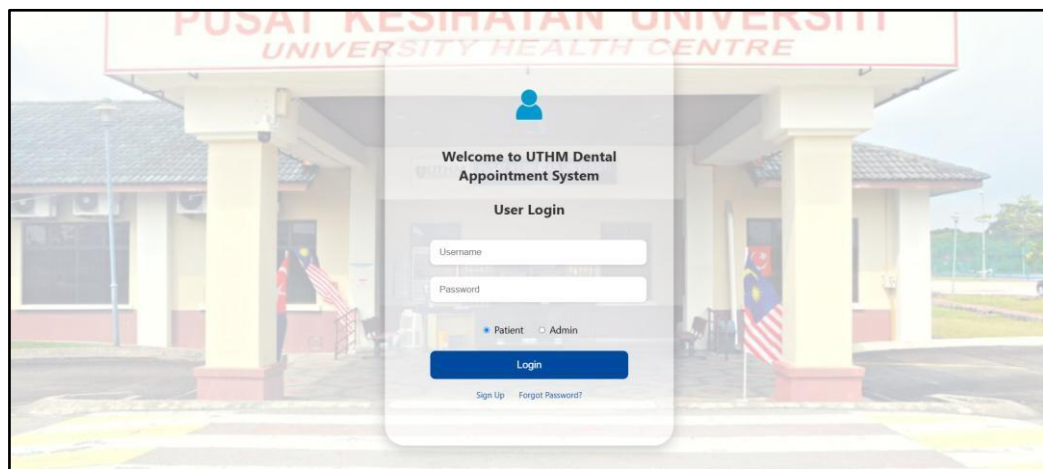 PUSAT KESIHATAN UNIVERSITI
UNIVERSITY HEALTH CENTRE
UTHM
Welcome to UTHM Dental
Appointment System
User Login
Username
Password
Patient Admin
Login
Sign Up Forgot Password?